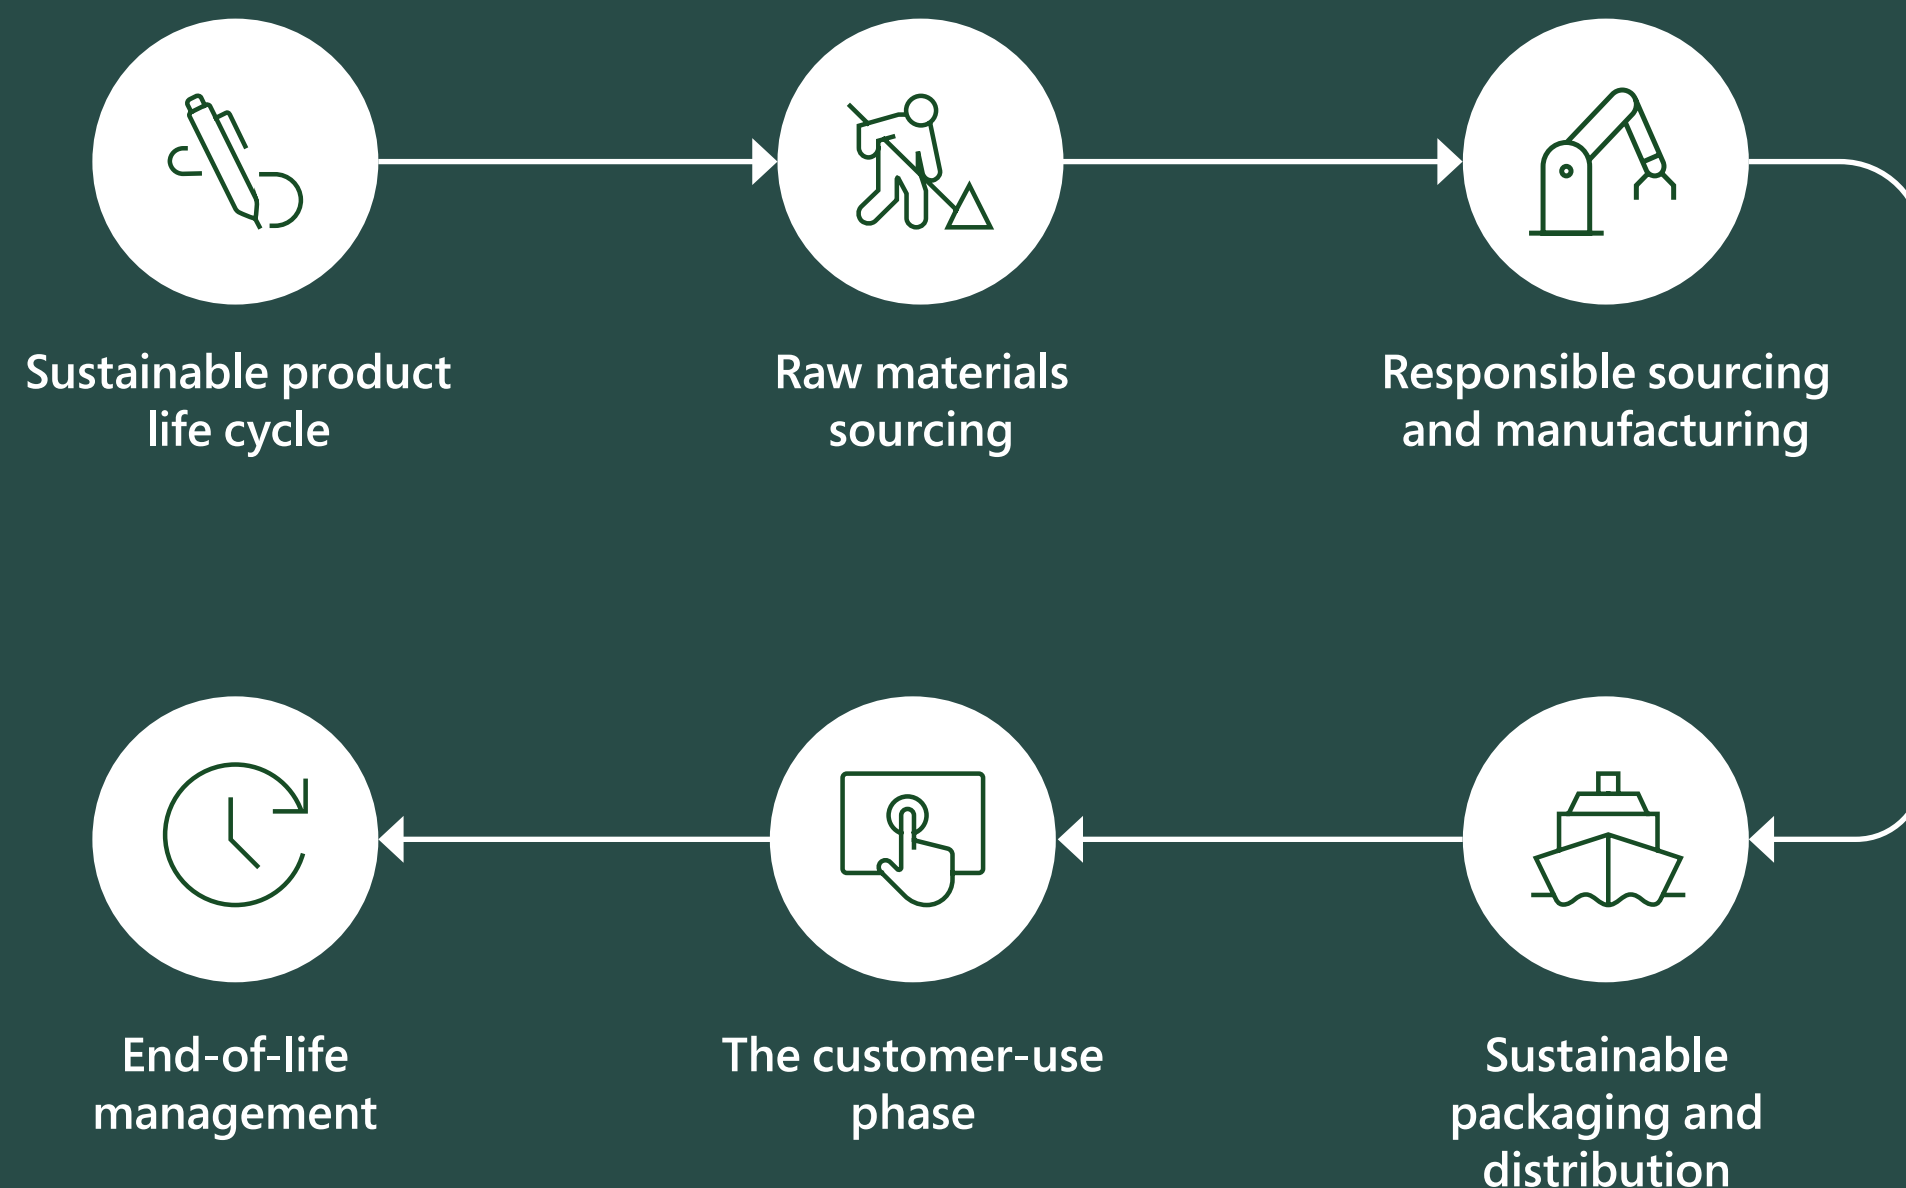 Sustainable product
life cycle
Raw materials
sourcing
Responsible sourcing
and manufacturing
End-of-life
management
The customer-use
phase
Sustainable
packaging and
distribution